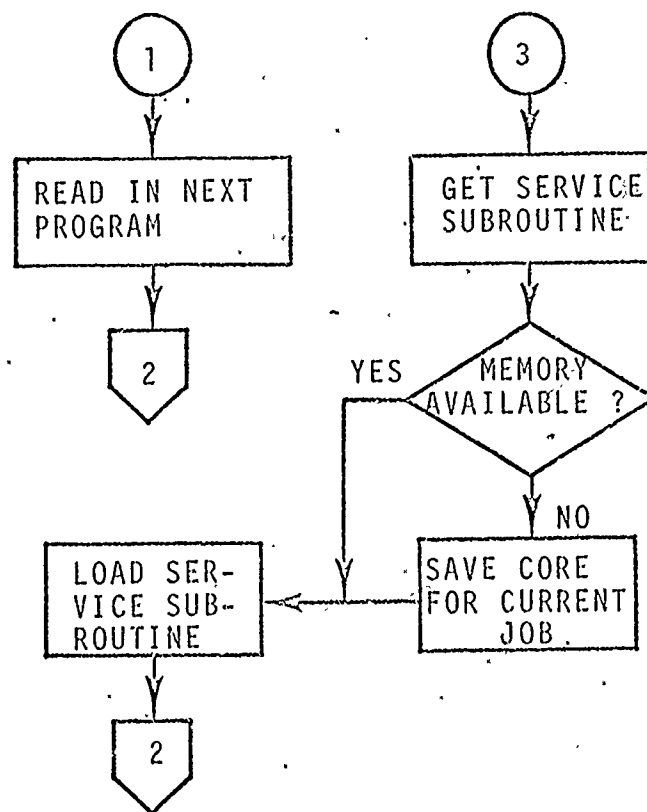 1
READ IN NEXT
PROGRAM
2
3
GET SERVICE
SUBROUTINE
MEMORY
AVAILABLE ?
YES
NO
SAVE CORE
FOR CURRENT
JOB
LOAD SER-
VICE SUB-
ROUTINE
2